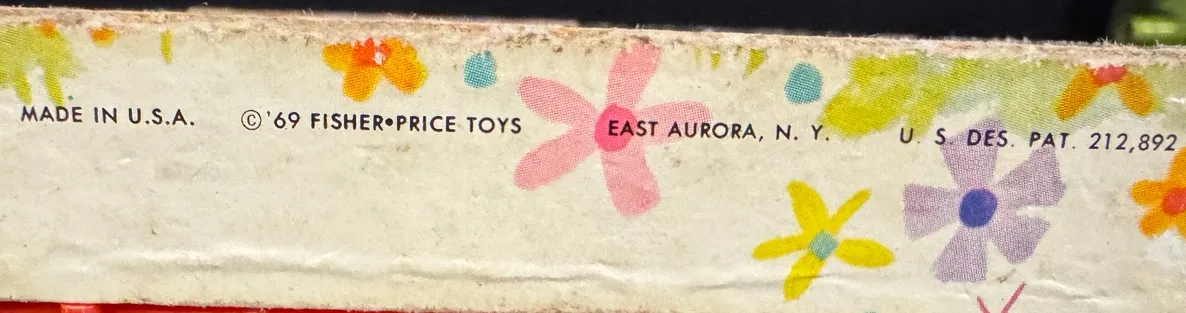 MADE IN U.S.A. ©'69 FISHER•PRICE TOYS EAST AURORA, N. Y. U. S. DES. PAT. 212,892